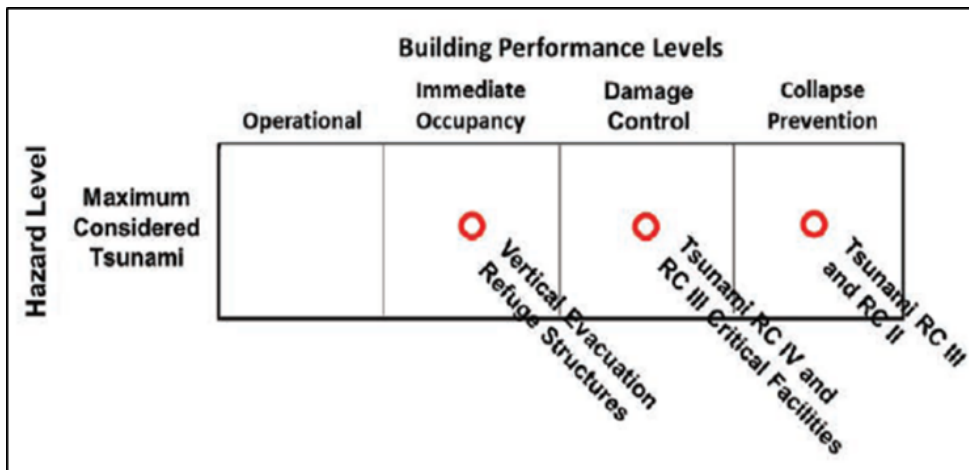 Building Performance Levels
Operational
Immediate
Occupancy
Damage
Control
Collapse
Prevention
Hazard Level
Maximum
Considered
Tsunami
Vertical Evacuation
Refuge Structures
Tsunami RC IV and
RC III Critical Facilities
Tsunami RC III
and RC II